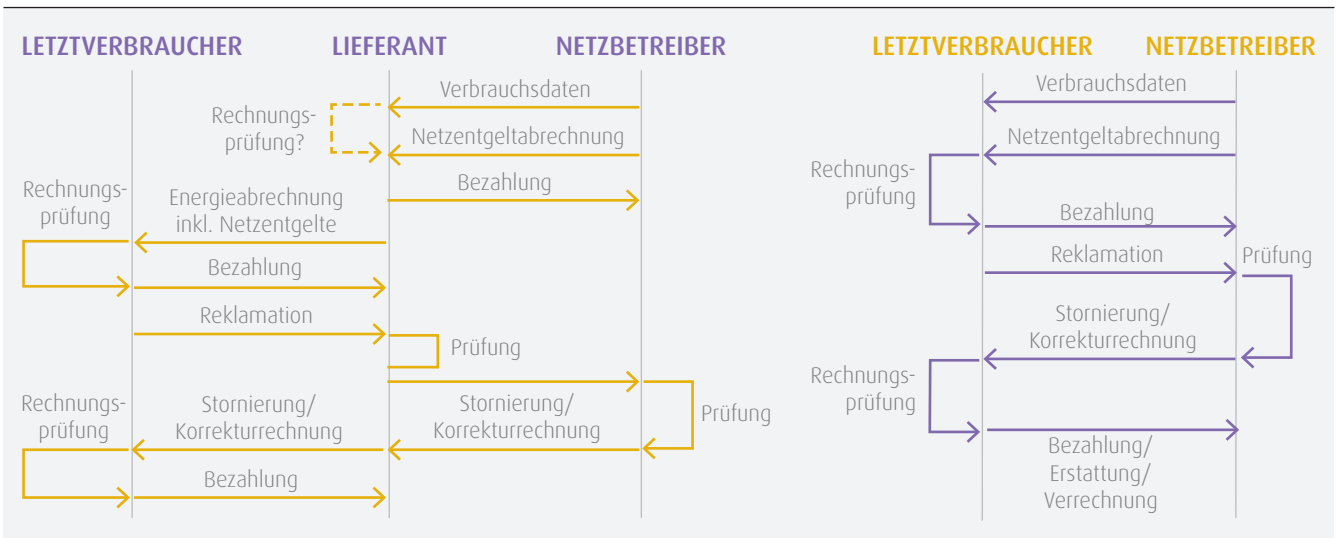 LETZTVERBRAUCHER LIEFERANT NETZBETREIBER
Verbrauchsdaten
Rechnungs-
prüfung?
Netzentgeltabrechnung
Bezahlung
Rechnungs-
prüfung
Energieabrechnung
inkl. Netzentgelte
Bezahlung
Reklamation
Prüfung
Prüfung
Rechnungs-
prüfung
Stornierung/
Korrekturrechnung
Stornierung/
Korrekturrechnung
Bezahlung
LETZTVERBRAUCHER NETZBETREIBER
Verbrauchsdaten
Netzentgeltabrechnung
Rechnungs-
prüfung
Bezahlung
Reklamation
Prüfung
Stornierung/
Korrekturrechnung
Rechnungs-
prüfung
Bezahlung/
Erstattung/
Verrechnung